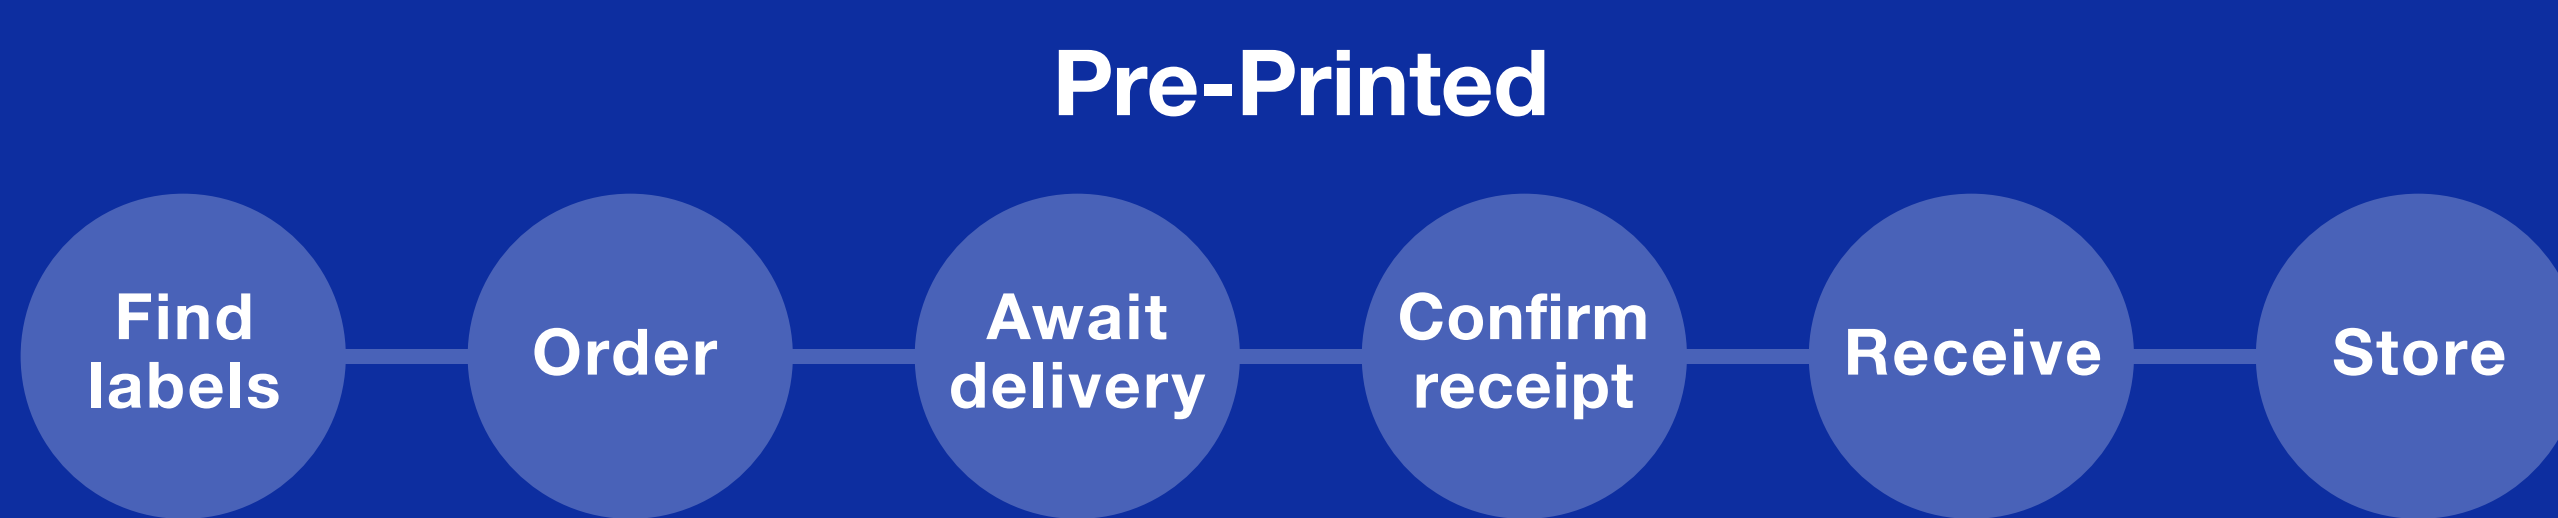 Pre-Printed
Find
labels
Order
Await
delivery
Confirm
receipt
Receive
Store